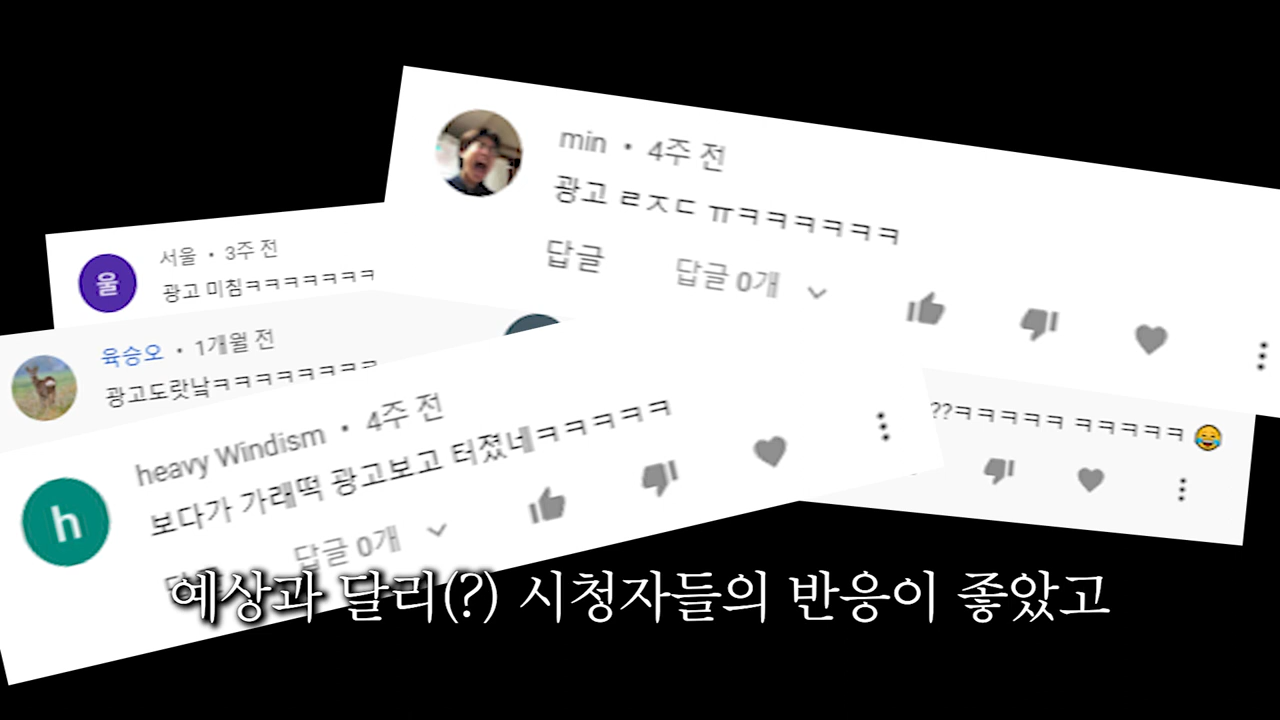 min • 4주 전
광고 ㄹㅈㄷ ㅠㅋㅋㅋㅋㅋㅋ
답글 답글 0개
울
서울 • 3주 전
광고 미침ㅋㅋㅋㅋㅋㅋㅋ
육승오 • 1개월 전
광고도랏낰ㅋㅋㅋㅋㅋㅋㅋㅋ
??ㅋㅋㅋㅋㅋ ㅋㅋㅋㅋㅋ 😂
h
heavy Windism • 4주 전
보다가 가래떡 광고보고 터졌네ㅋㅋㅋㅋㅋ
답글 0개
예상과 달리(?) 시청자들의 반응이 좋았고